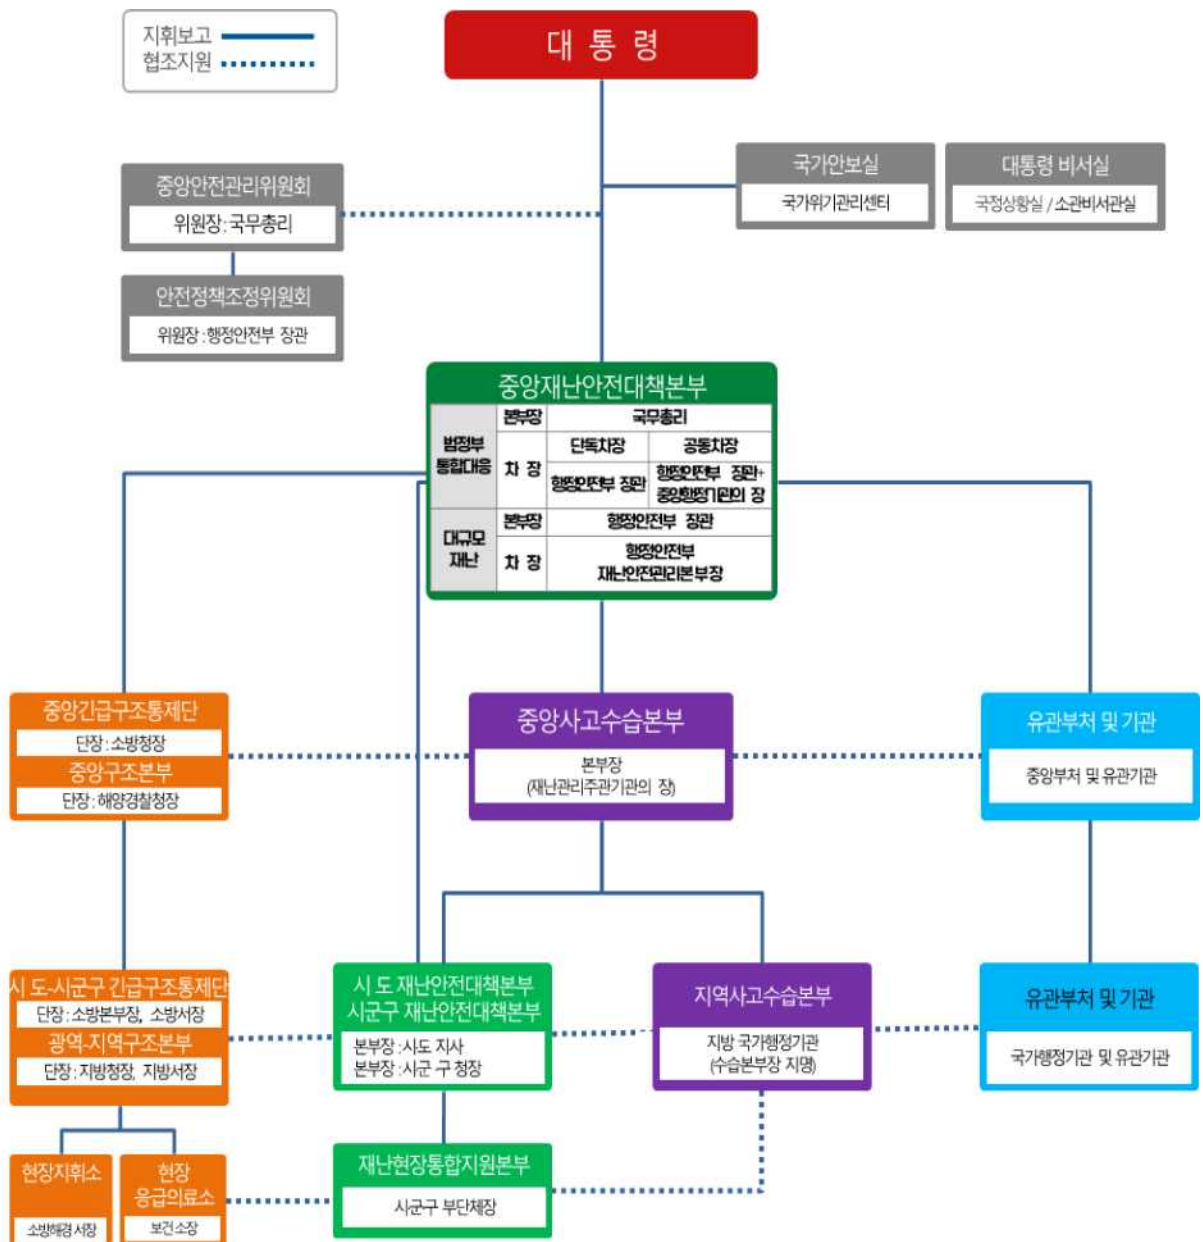 지휘보고
협조지원
대 통 령
국가안보실
국가위기관리센터
대통령 비서실
국정상황실 / 소관비서관실
중앙안전관리위원회
위원장 : 국무총리
안전정책조정위원회
위원장 : 행정안전부 장관
중앙재난안전대책본부
범정부
통합대응
본부장
국무총리
차 장
단독차장
공동차장
행정안전부 장관
행정안전부 장관+
중앙행정기관의 장
대규모
재난
본부장
행정안전부 장관
차 장
행정안전부
재난안전관리본부장
중앙긴급구조통제단
단장 : 소방청장
중앙구조본부
단장 : 해양경찰청장
중앙사고수습본부
본부장
(재난관리주관기관의 장)
유관부처 및 기관
중앙부처 및 유관기관
시 도-시군구 긴급구조통제단
단장 : 소방본부장, 소방서장
광역-지역구조본부
단장 : 지방청장, 지방서장
시 도 재난안전대책본부
시군구 재난안전대책본부
본부장 : 시도 지사
본부장 : 시군 구 청장
지역사고수습본부
지방 국가행정기관
(수습본부장 지명)
유관부처 및 기관
국가행정기관 및 유관기관
현장지휘소
소방해경 서장
현장
응급의료소
보건소장
재난현장통합지원본부
시군구 부단체장